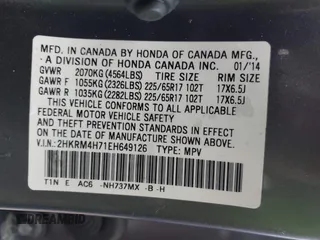 MFD. IN CANADA BY HONDA OF CANADA MFG.,
- A DIVISION OF HONDA CANADA INC. 01/'14
GVWR 2070KG (4564LBS) TIRE SIZE RIM SIZE
GAWR F 1055KG (2326LBS) 225/65R17 102T 17X6.5J
GAWR R 1035KG (2282LBS) 225/65R17 102T 17X6.5J
THIS VEHICLE CONFORMS TO ALL APPLICABLE
FEDERAL MOTOR VEHICLE SAFETY, BUMPER,
AND THEFT PREVENTION STANDARDS IN EFFECT
ON THE DATE OF MANUFACTURE SHOWN ABOVE.
V.I.N.: 2HKRM4H71EH649126 TYPE: MPV
T1N E AC6 -NH737MX -B-H
DREAMBID